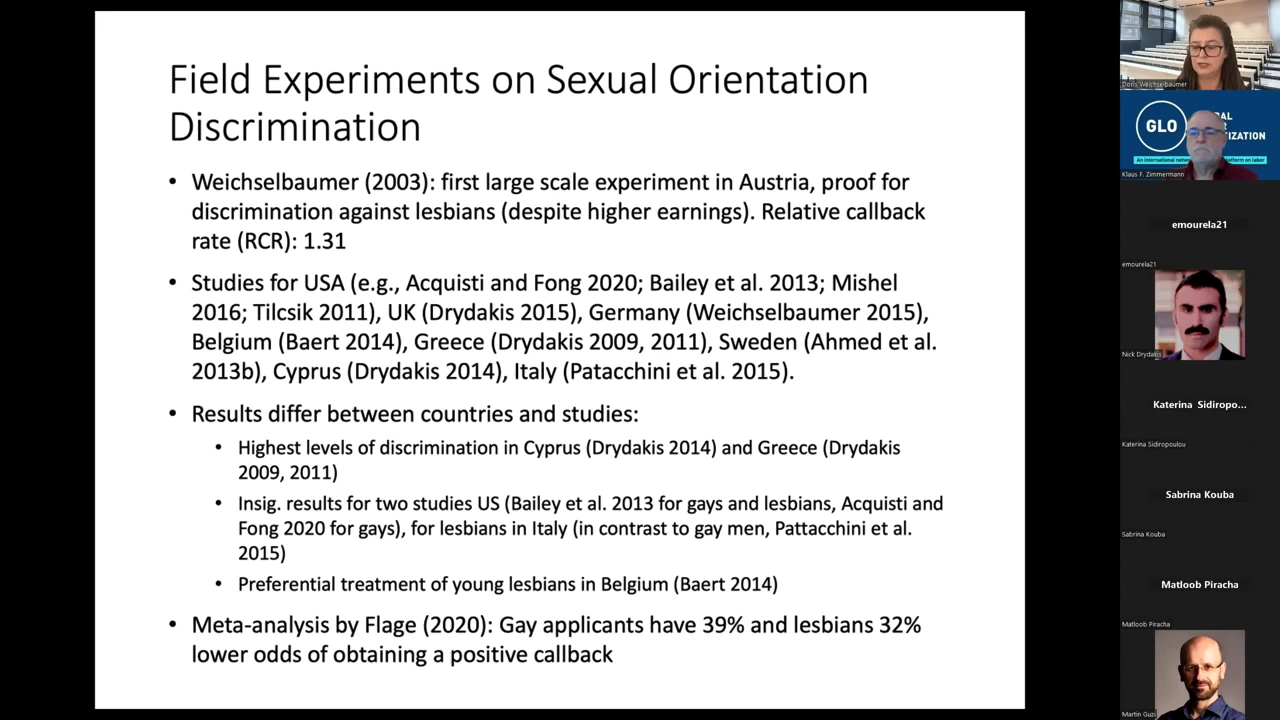 Field Experiments on Sexual Orientation
Discrimination
• Weichselbaumer (2003): first large scale experiment in Austria, proof for
discrimination against lesbians (despite higher earnings). Relative callback
rate (RCR): 1.31
• Studies for USA (e.g., Acquisti and Fong 2020; Bailey et al. 2013; Mishel
2016; Tilcsik 2011), UK (Drydakis 2015), Germany (Weichselbaumer 2015),
Belgium (Baert 2014), Greece (Drydakis 2009, 2011), Sweden (Ahmed et al.
2013b), Cyprus (Drydakis 2014), Italy (Patacchini et al. 2015).
• Results differ between countries and studies:
• Highest levels of discrimination in Cyprus (Drydakis 2014) and Greece (Drydakis
2009, 2011)
• Insig. results for two studies US (Bailey et al. 2013 for gays and lesbians, Acquisti and
Fong 2020 for gays), for lesbians in Italy (in contrast to gay men, Pattacchini et al.
2015)
• Preferential treatment of young lesbians in Belgium (Baert 2014)
• Meta-analysis by Flage (2020): Gay applicants have 39% and lesbians 32%
lower odds of obtaining a positive callback
Doris Weichselbaumer
GLO
An international
Klaus F. Zimmermann
emourela21
emourela21
Nick Drydakis
Katerina Sidiropo...
Katerina Sidiropoulou
Sabrina Kouba
Sabrina Kouba
Matloob Piracha
Matloob Piracha
Martin Guzi